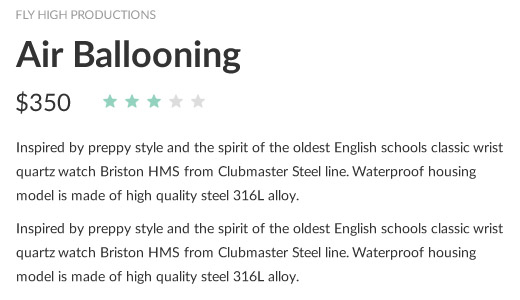 FLY HIGH PRODUCTIONS
Air Ballooning
$350
Inspired by preppy style and the spirit of the oldest English schools classic wrist
quartz watch Briston HMS from Clubmaster Steel line. Waterproof housing
model is made of high quality steel 316L alloy.
Inspired by preppy style and the spirit of the oldest English schools classic wrist
quartz watch Briston HMS from Clubmaster Steel line. Waterproof housing
model is made of high quality steel 316L alloy.